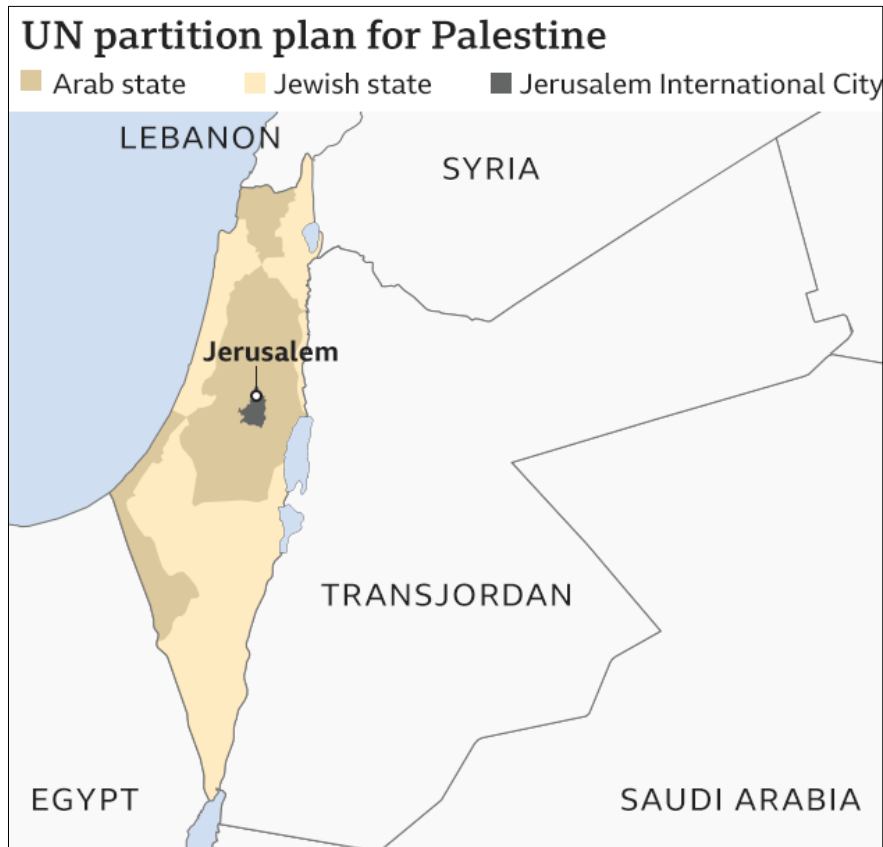 UN partition plan for Palestine
Arab state Jewish state Jerusalem International City
LEBANON
SYRIA
Jerusalem
TRANSJORDAN
EGYPT
SAUDI ARABIA